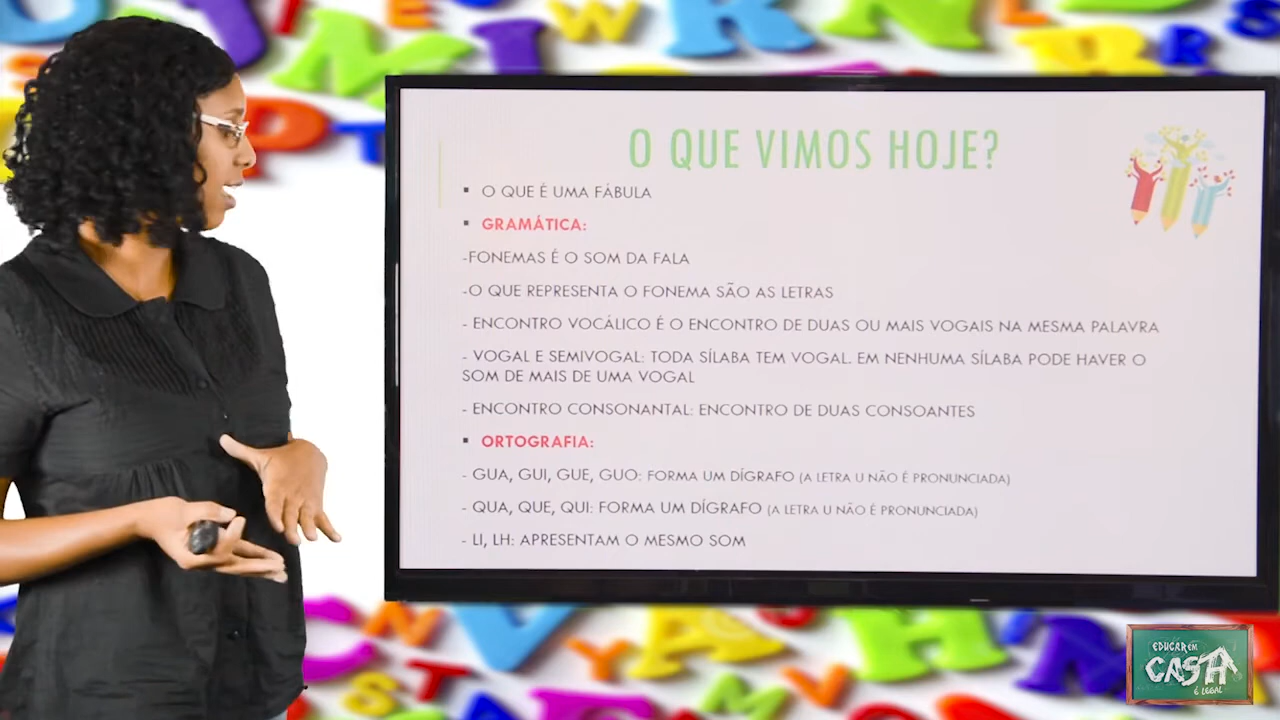 O QUE VIMOS HOJE?
▪ O QUE É UMA FÁBULA
▪ GRAMÁTICA:
-FONEMAS É O SOM DA FALA
-O QUE REPRESENTA O FONEMA SÃO AS LETRAS
- ENCONTRO VOCÁLICO É O ENCONTRO DE DUAS OU MAIS VOGAIS NA MESMA PALAVRA
- VOGAL E SEMIVOGAL: TODA SÍLABA TEM VOGAL. EM NENHUMA SÍLABA PODE HAVER O
SOM DE MAIS DE UMA VOGAL
- ENCONTRO CONSONANTAL: ENCONTRO DE DUAS CONSOANTES
▪ ORTOGRAFIA:
- GUA, GUI, GUE, GUO: FORMA UM DÍGRAFO (A LETRA U NÃO É PRONUNCIADA)
- QUA, QUE, QUI: FORMA UM DÍGRAFO (A LETRA U NÃO É PRONUNCIADA)
- LI, LH: APRESENTAM O MESMO SOM
EDUCAR EM
CASA
É LEGAL